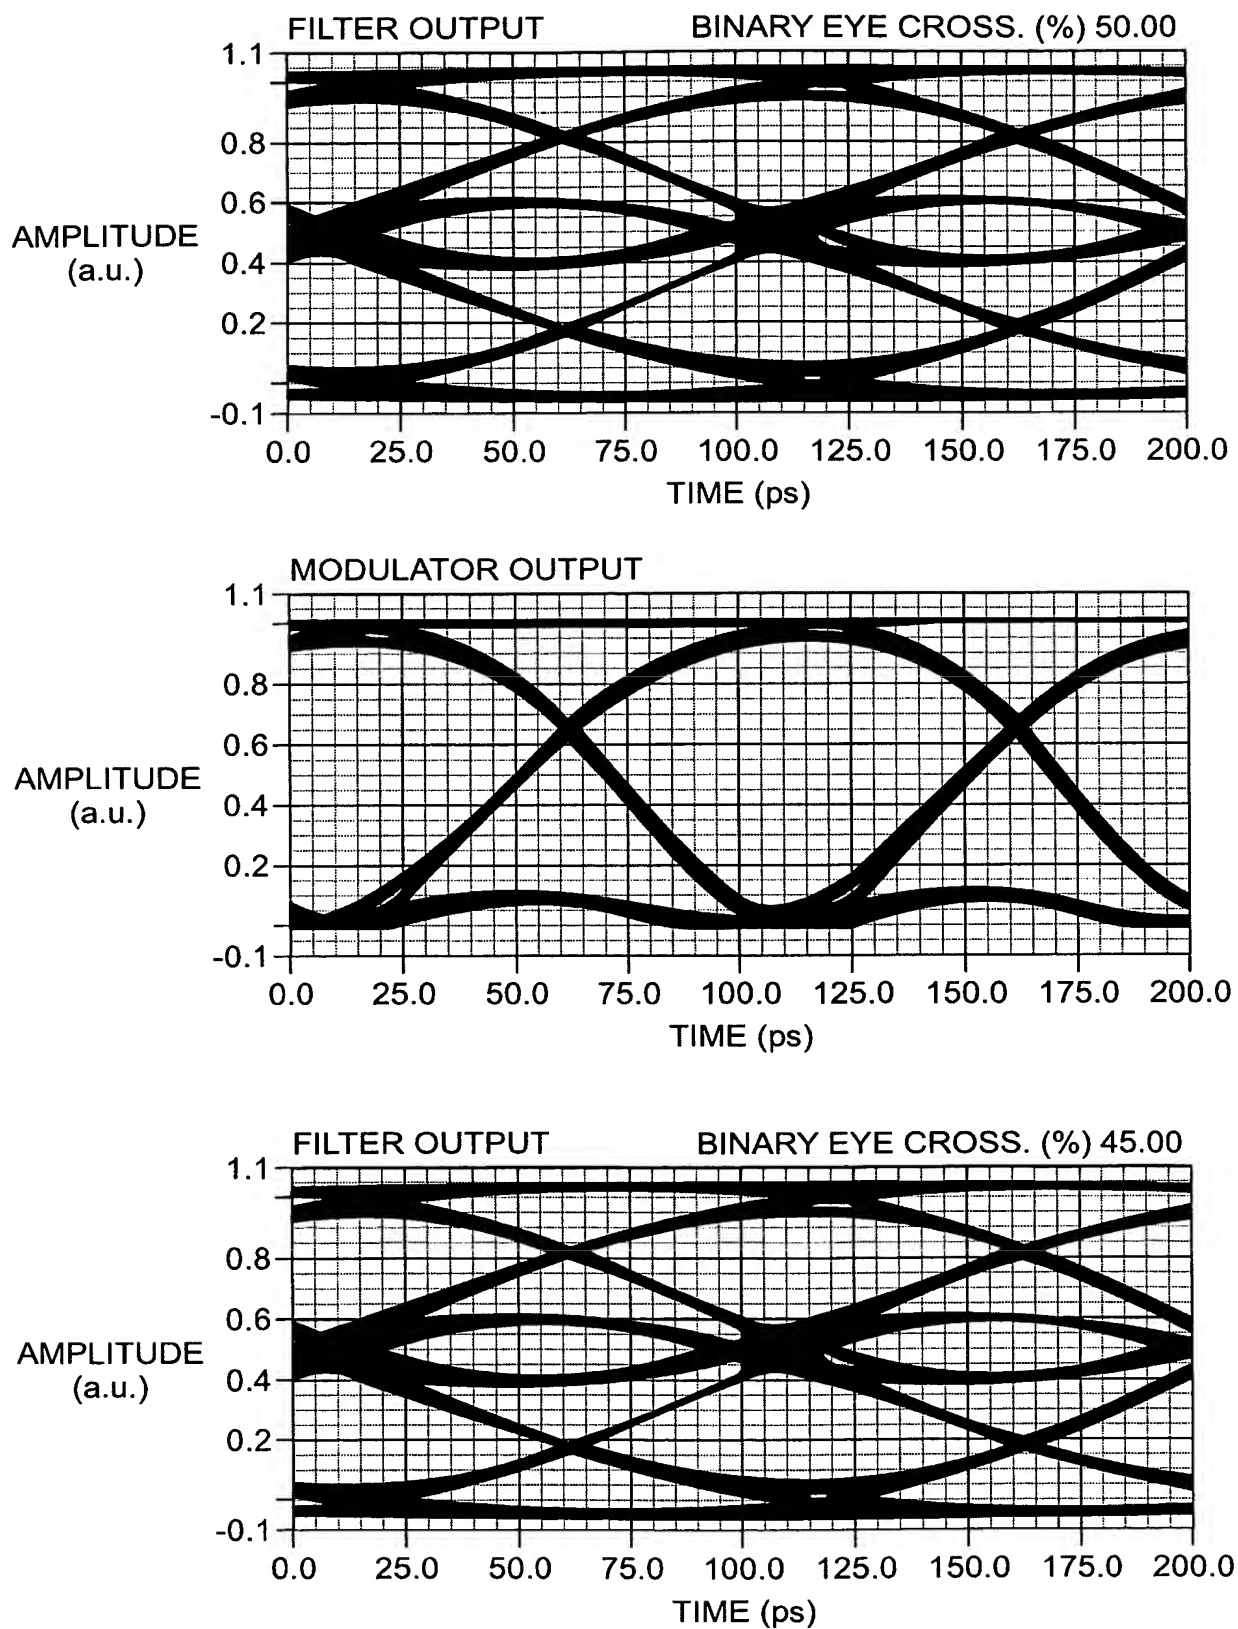 FILTER OUTPUT BINARY EYE CROSS. (%) 50.00
1.1
0.8
0.6
AMPLITUDE
(a.u.)
0.4
0.2
-0.1
0.0 25.0 50.0 75.0 100.0 125.0 150.0 175.0 200.0
TIME (ps)
MODULATOR OUTPUT
1.1
0.8
0.6
AMPLITUDE
(a.u.)
0.4
0.2
-0.1
0.0 25.0 50.0 75.0 100.0 125.0 150.0 175.0 200.0
TIME (ps)
FILTER OUTPUT BINARY EYE CROSS. (%) 45.00
1.1
0.8
0.6
AMPLITUDE
(a.u.)
0.4
0.2
-0.1
0.0 25.0 50.0 75.0 100.0 125.0 150.0 175.0 200.0
TIME (ps)